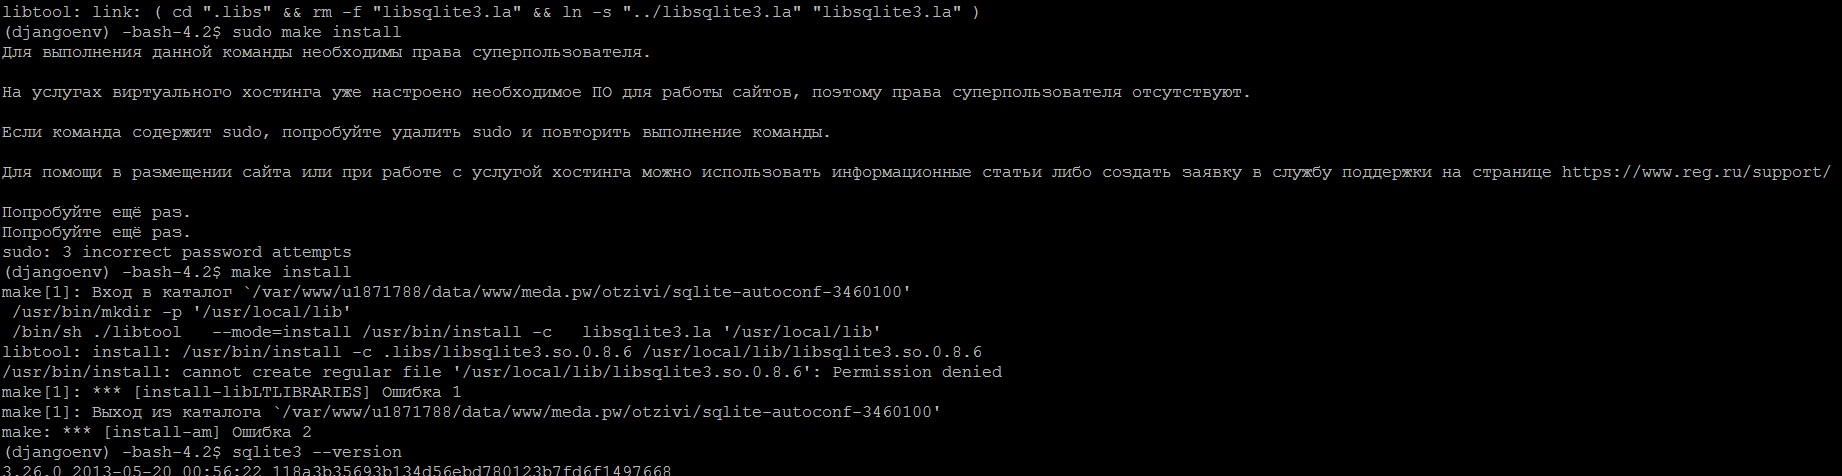 libtool: link: ( cd ".libs" && rm -f "libsqlite3.la" && ln -s "../libsqlite3.la" "libsqlite3.la" )
(djangoenv) -bash-4.2$ sudo make install
Для выполнения данной команды необходимы права суперпользователя.
На услугах виртуального хостинга уже настроено необходимое ПО для работы сайтов, поэтому права суперпользователя отсутствуют.
Если команда содержит sudo, попробуйте удалить sudo и повторить выполнение команды.
Для помощи в размещении сайта или при работе с услугой хостинга можно использовать информационные статьи либо создать заявку в службу поддержки на странице https://www.reg.ru/support/
Попробуйте ещё раз.
Попробуйте ещё раз.
sudo: 3 incorrect password attempts
(djangoenv) -bash-4.2$ make install
make[1]: Вход в каталог `/var/www/u1871788/data/www/meda.pw/otzivi/sqlite-autoconf-3460100'
/usr/bin/mkdir -p '/usr/local/lib'
/bin/sh ./libtool   --mode=install /usr/bin/install -c   libsqlite3.la '/usr/local/lib'
libtool: install: /usr/bin/install -c .libs/libsqlite3.so.0.8.6 /usr/local/lib/libsqlite3.so.0.8.6
/usr/bin/install: cannot create regular file '/usr/local/lib/libsqlite3.so.0.8.6': Permission denied
make[1]: *** [install-libLTLIBRARIES] Ошибка 1
make[1]: Выход из каталога `/var/www/u1871788/data/www/meda.pw/otzivi/sqlite-autoconf-3460100'
make: *** [install-am] Ошибка 2
(djangoenv) -bash-4.2$ sqlite3 --version
3.26.0 2013-05-20 00:56:22 118a3b35693b134d56ebd780123b7fd6f1497668